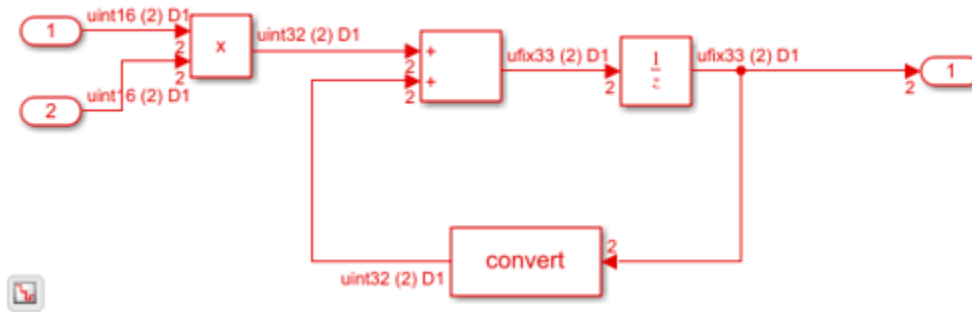 uint16 (2) D1
1
2
x
2
uint16 (2) D1
2
uint32 (2) D1
+
2
+
2
ufix33 (2) D1
2
1
z
ufix33 (2) D1
2
1
convert
2
uint32 (2) D1